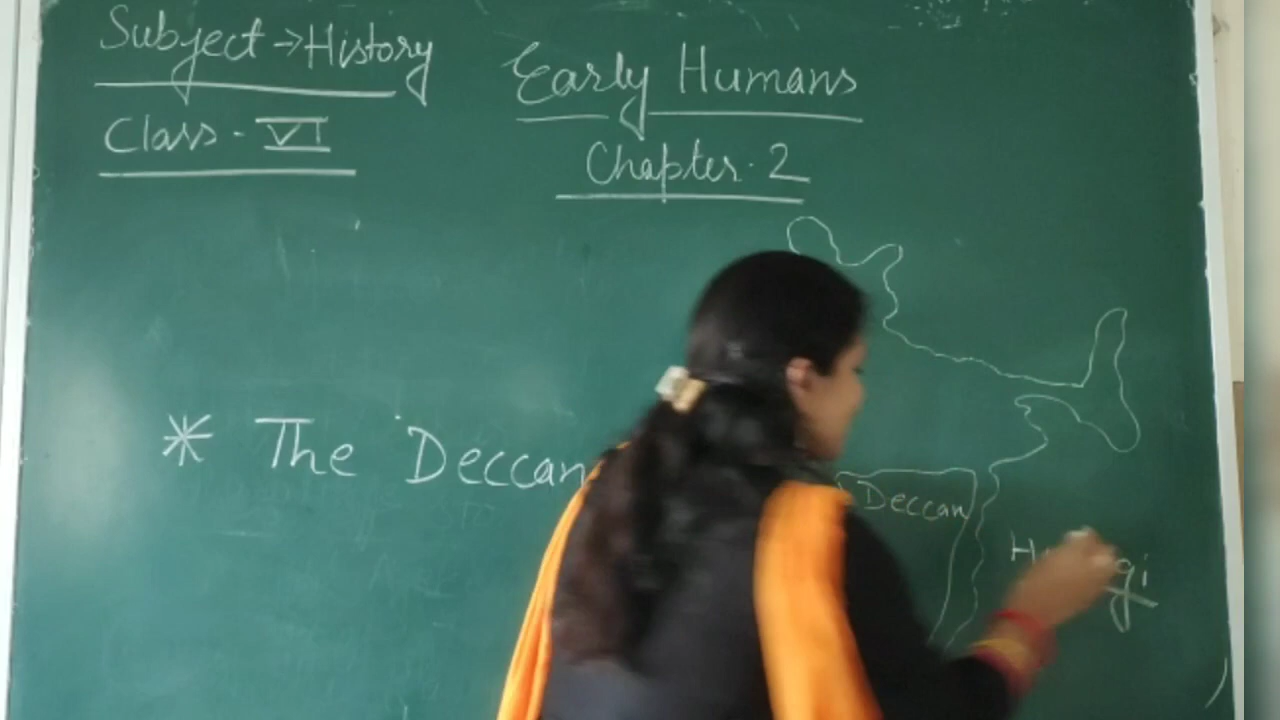 Subject → History
Early Humans
Class - VI
Chapter - 2
* The Deccan
Deccan